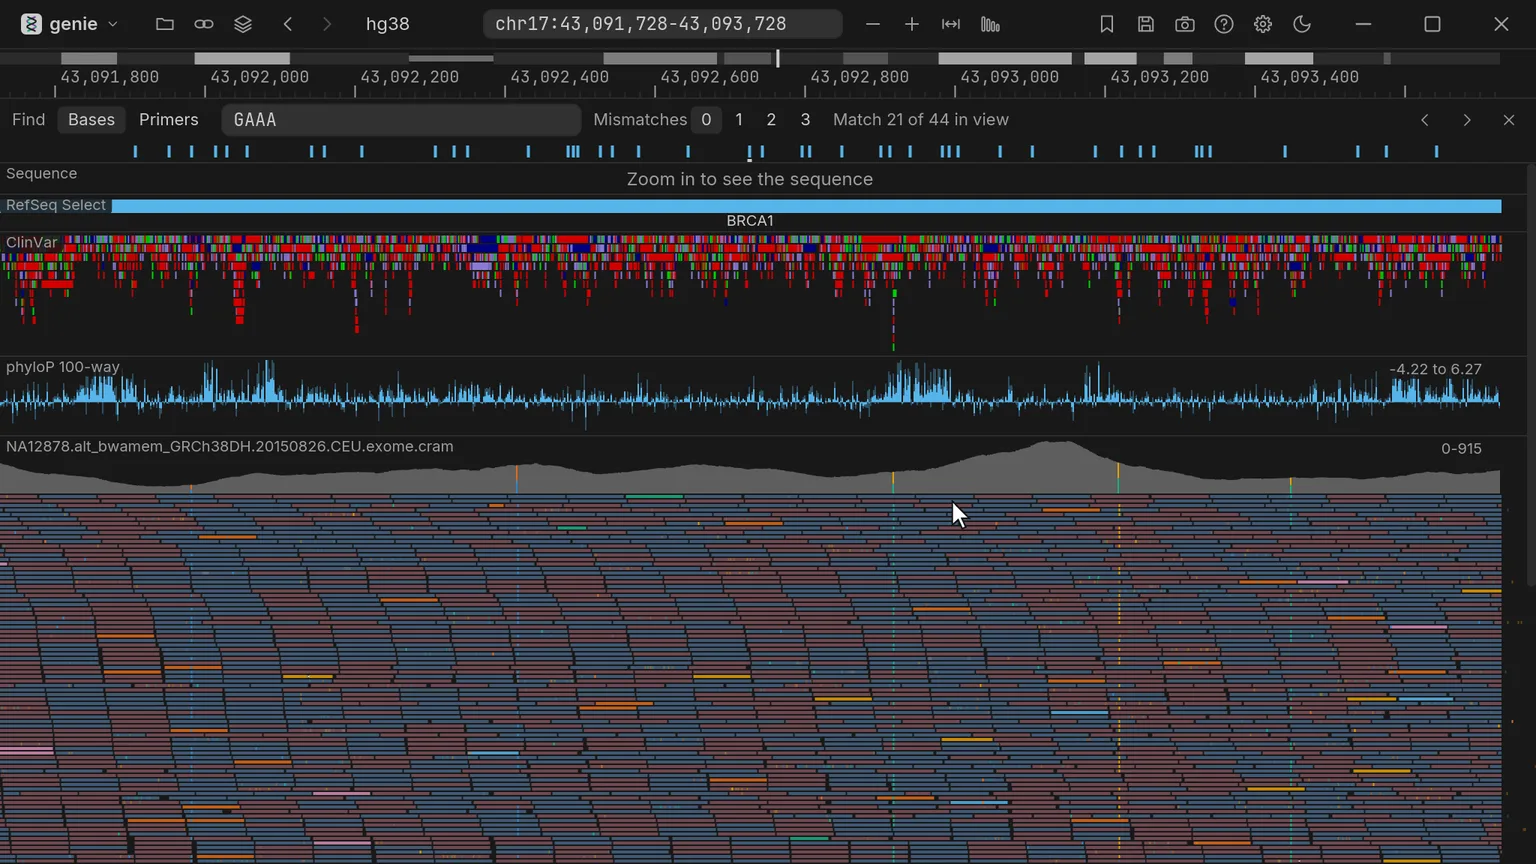 genie hg38 chr17:43,091,728-43,093,728
43,091,800 43,092,000 43,092,200 43,092,400 43,092,600 43,092,800 43,093,000 43,093,200 43,093,400
Find Bases Primers GAAA Mismatches 0 1 2 3 Match 21 of 44 in view
Sequence
Zoom in to see the sequence
RefSeq Select
BRCA1
ClinVar
phyloP 100-way -4.22 to 6.27
NA12878.alt_bwamem_GRCh38DH.20150826.CEU.exome.cram 0-915